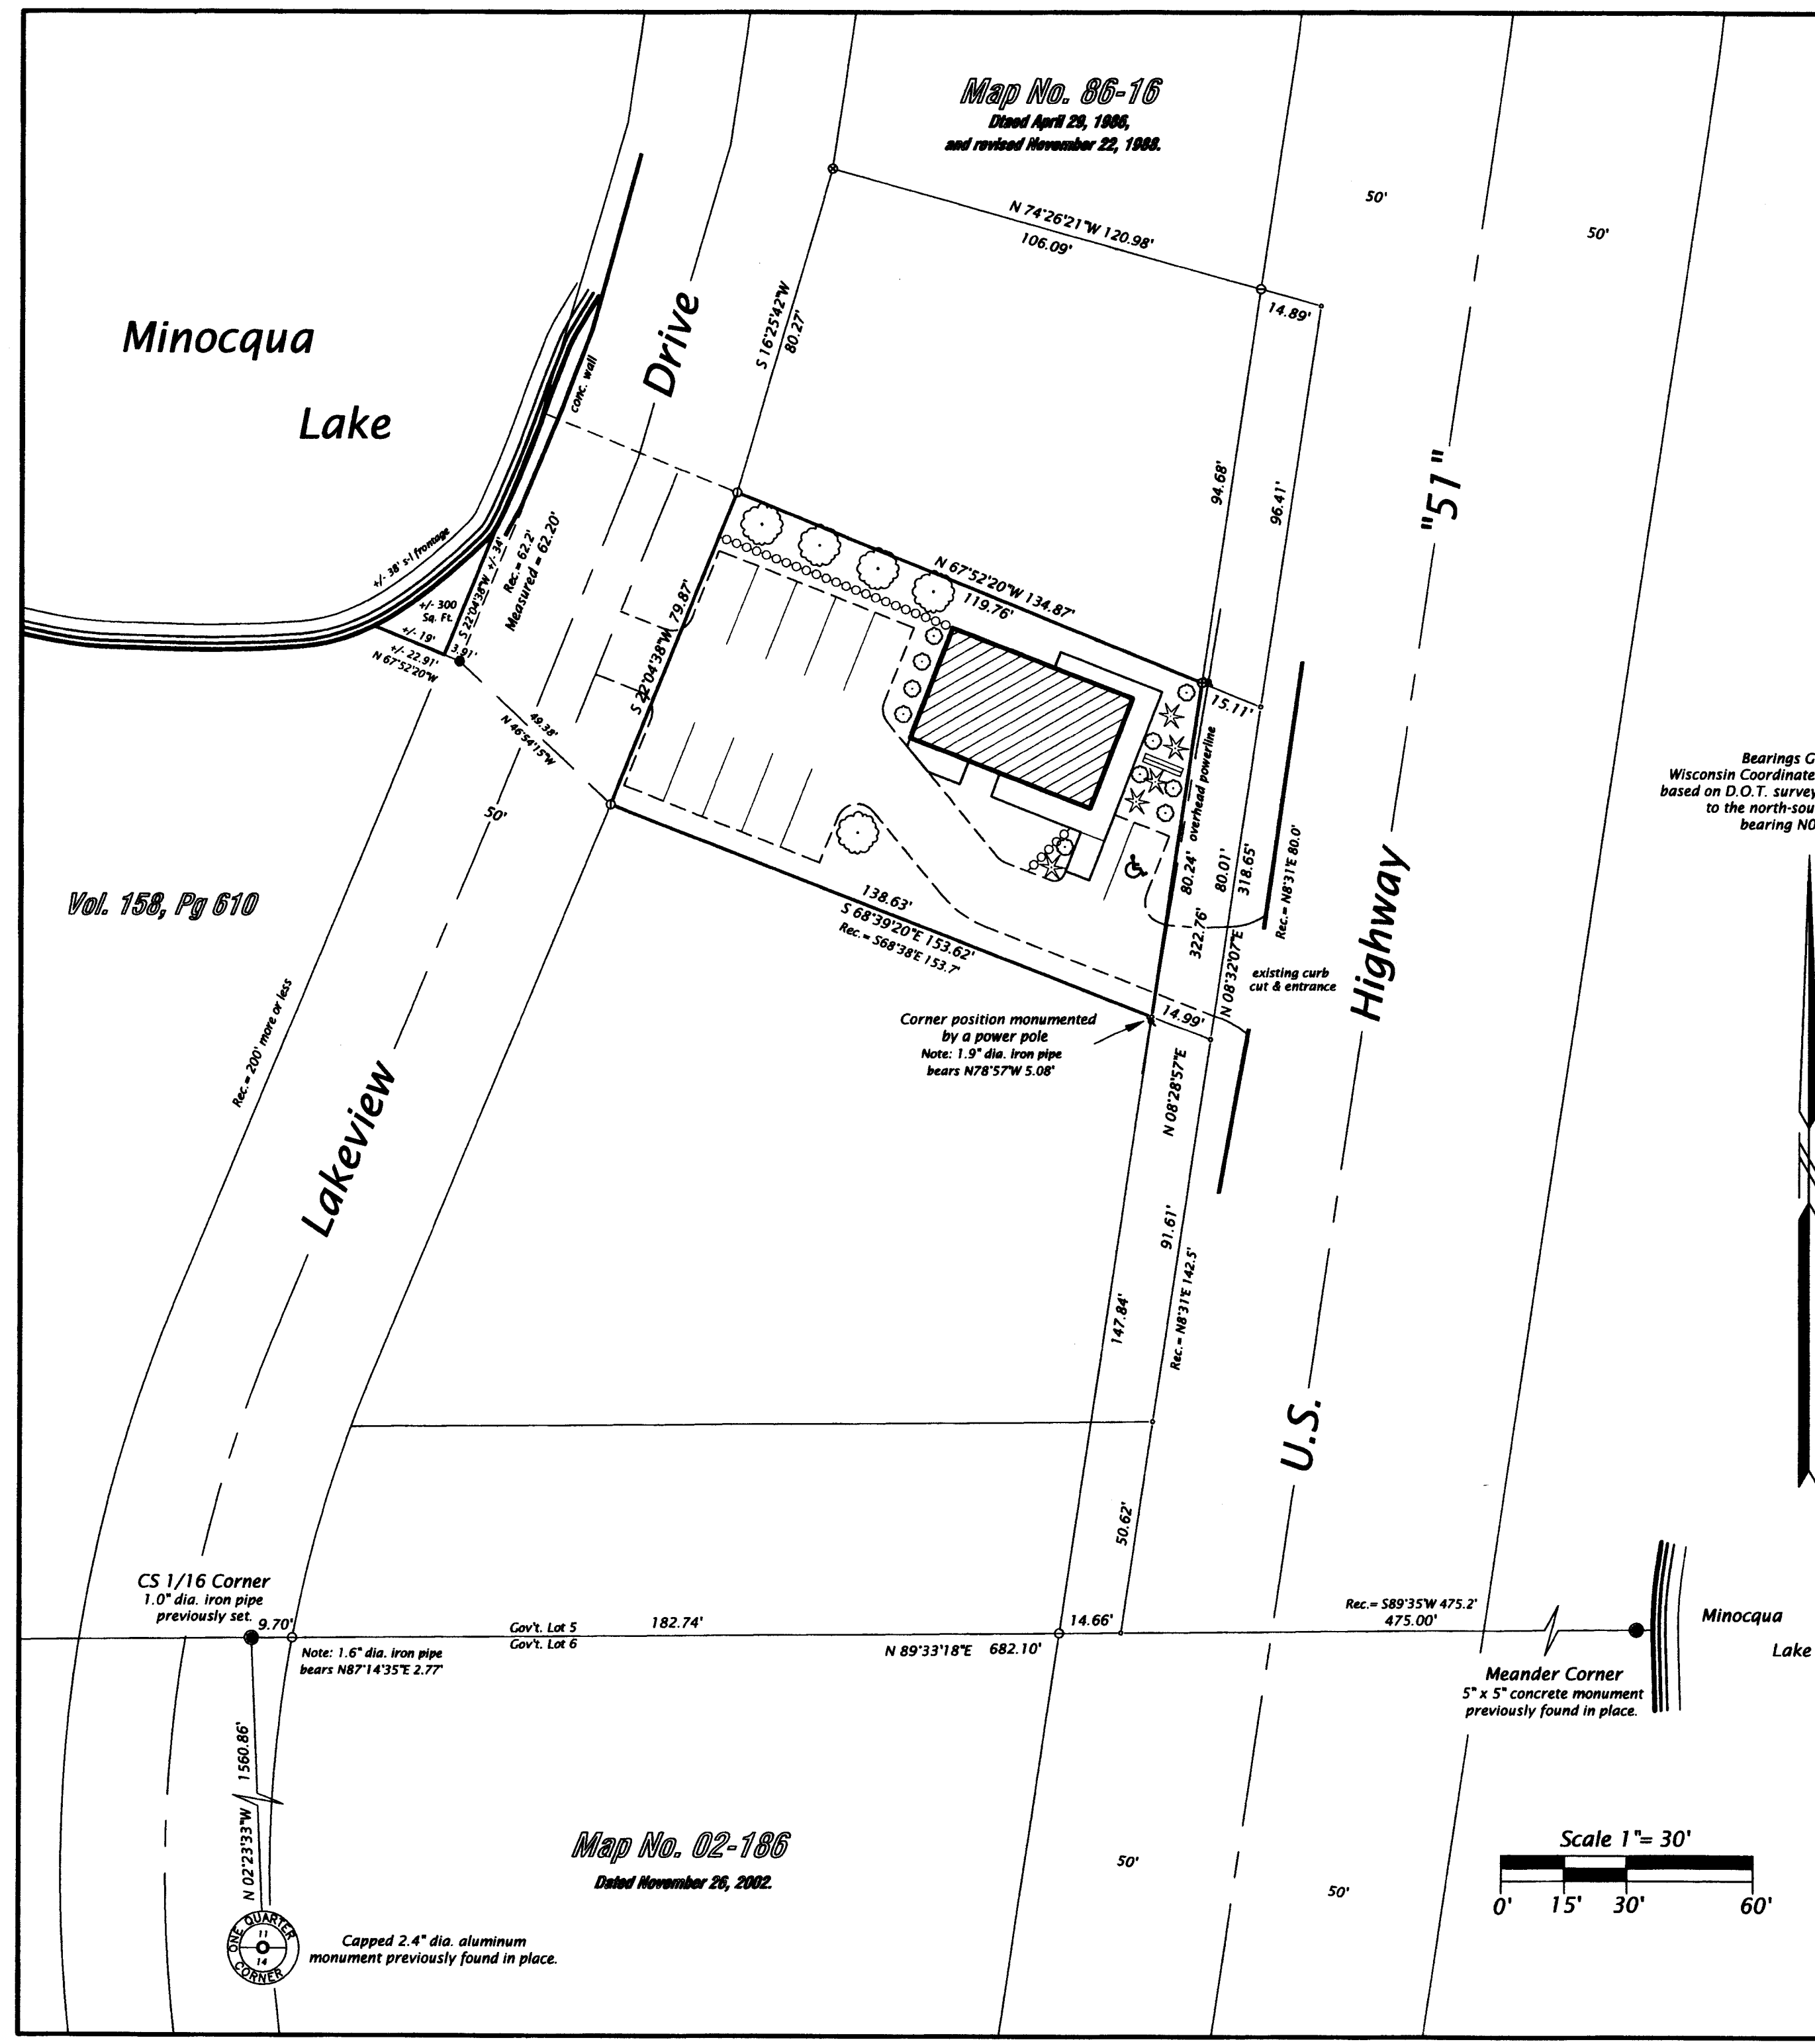 Map No. 86-16
Dtaed April 29, 1986,
and revised November 22, 1988.
50'
50'
N 74°26'21"W 120.98'
106.09'
14.89'
Minocqua
Lake
Drive
conc. wall
S 16°25'42"W
80.27'
94.68'
96.41'
"51"
+/- 38' s-l frontage
+/- 300
Sq. Ft.
S 22°04'38"W +/- 34'
Rec. = 62.2'
Measured = 62.20'
+/- 19'
3.91'
+/- 22.91'
N 67°52'20"W
N 67°52'20"W 134.87'
119.76'
S 22°04'38"W 79.87'
15.11'
49.38'
N 46°54'15"W
50'
overhead powerline
80.24'
80.01'
318.65'
Rec.= N8°31'E 80.0'
322.76'
N 08°32'07"E
Bearings G
Wisconsin Coordinate
based on D.O.T. survey
to the north-sou
bearing N0
Vol. 158, Pg 610
138.63'
S 68°39'20"E 153.62'
Rec.= S68°38'E 153.7'
existing curb
cut & entrance
Highway
Rec.= 200' more or less
Corner position monumented
by a power pole
Note: 1.9" dia. iron pipe
bears N78°57'W 5.08'
14.99'
N 08°28'57"E
Lakeview
91.61'
Rec.= N8°31'E 142.5'
147.84'
U.S.
50.62'
CS 1/16 Corner
1.0" dia. iron pipe
previously set.
9.70'
Note: 1.6" dia. iron pipe
bears N87°14'35"E 2.77'
Gov't. Lot 5
Gov't. Lot 6
182.74'
N 89°33'18"E 682.10'
14.66'
Rec.= S89°35'W 475.2'
475.00'
Minocqua
Lake
Meander Corner
5" x 5" concrete monument
previously found in place.
N 02°23'33"W 1560.86'
Map No. 02-186
Dated November 26, 2002.
50'
50'
Scale 1"= 30'
0' 15' 30' 60'
ONE QUARTER
11
14
CORNER
Capped 2.4" dia. aluminum
monument previously found in place.